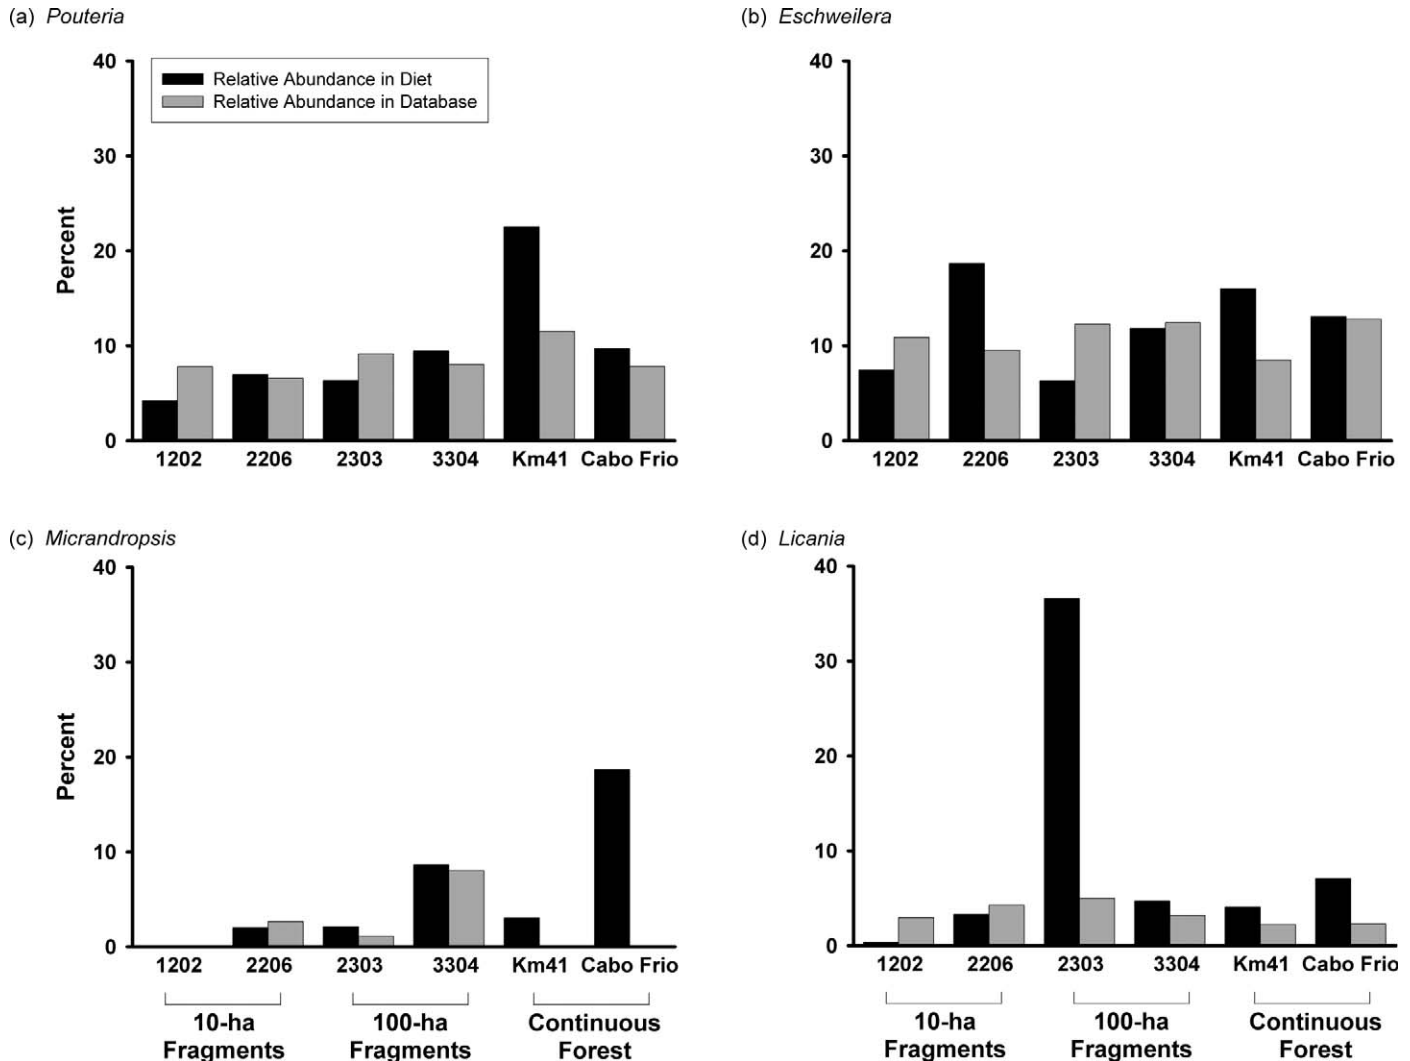 (a) Pouteria
40
30
20
10
0
Percent
Relative Abundance in Diet
Relative Abundance in Database
1202 2206 2303 3304 Km41 Cabo Frio
(b) Eschweilera
40
30
20
10
0
1202 2206 2303 3304 Km41 Cabo Frio
(c) Micrandropsis
40
30
20
10
0
Percent
1202 2206 2303 3304 Km41 Cabo Frio
10-ha Fragments
100-ha Fragments
Continuous Forest
(d) Licania
40
30
20
10
0
1202 2206 2303 3304 Km41 Cabo Frio
10-ha Fragments
100-ha Fragments
Continuous Forest